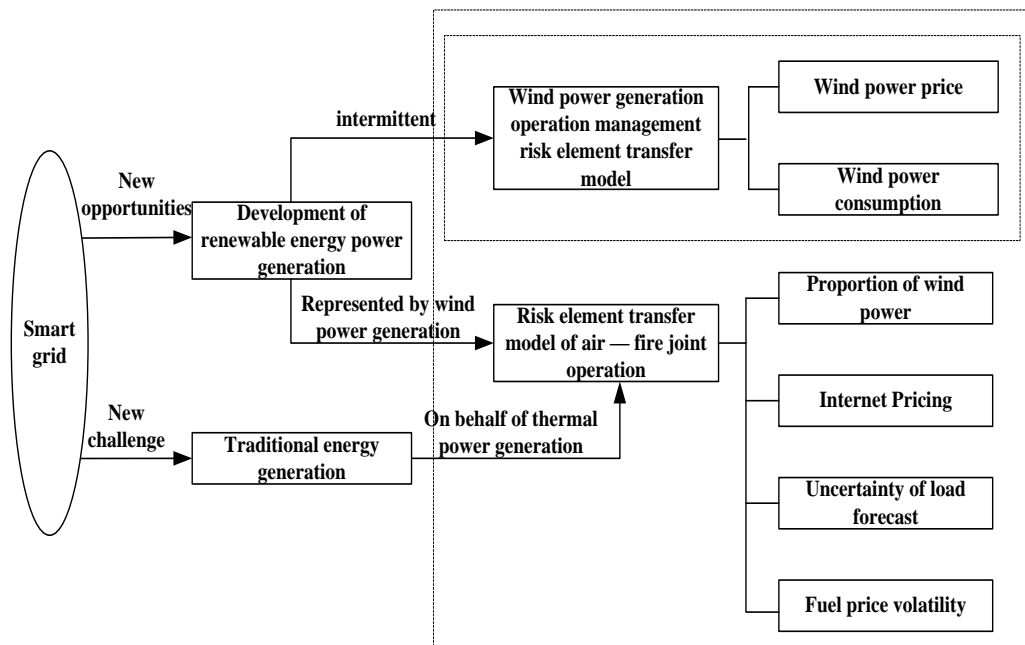 Smart
grid
New
opportunities
New
challenge
Development of
renewable energy power
generation
Traditional energy
generation
intermittent
Represented by wind
power generation
On behalf of thermal
power generation
Wind power generation
operation management
risk element transfer
model
Risk element transfer
model of air — fire joint
operation
Wind power price
Wind power
consumption
Proportion of wind
power
Internet Pricing
Uncertainty of load
forecast
Fuel price volatility